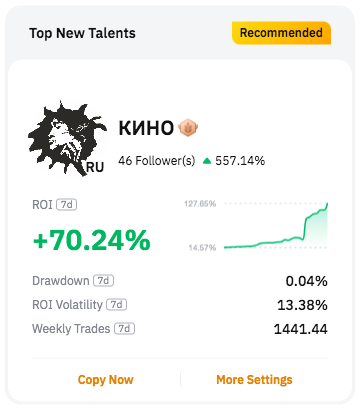 Top New Talents
Recommended
RU
КИНО
46 Follower(s) 557.14%
ROI 7d
+70.24%
127.65%
14.57%
Drawdown 7d
0.04%
ROI Volatility 7d
13.38%
Weekly Trades 7d
1441.44
Copy Now
More Settings